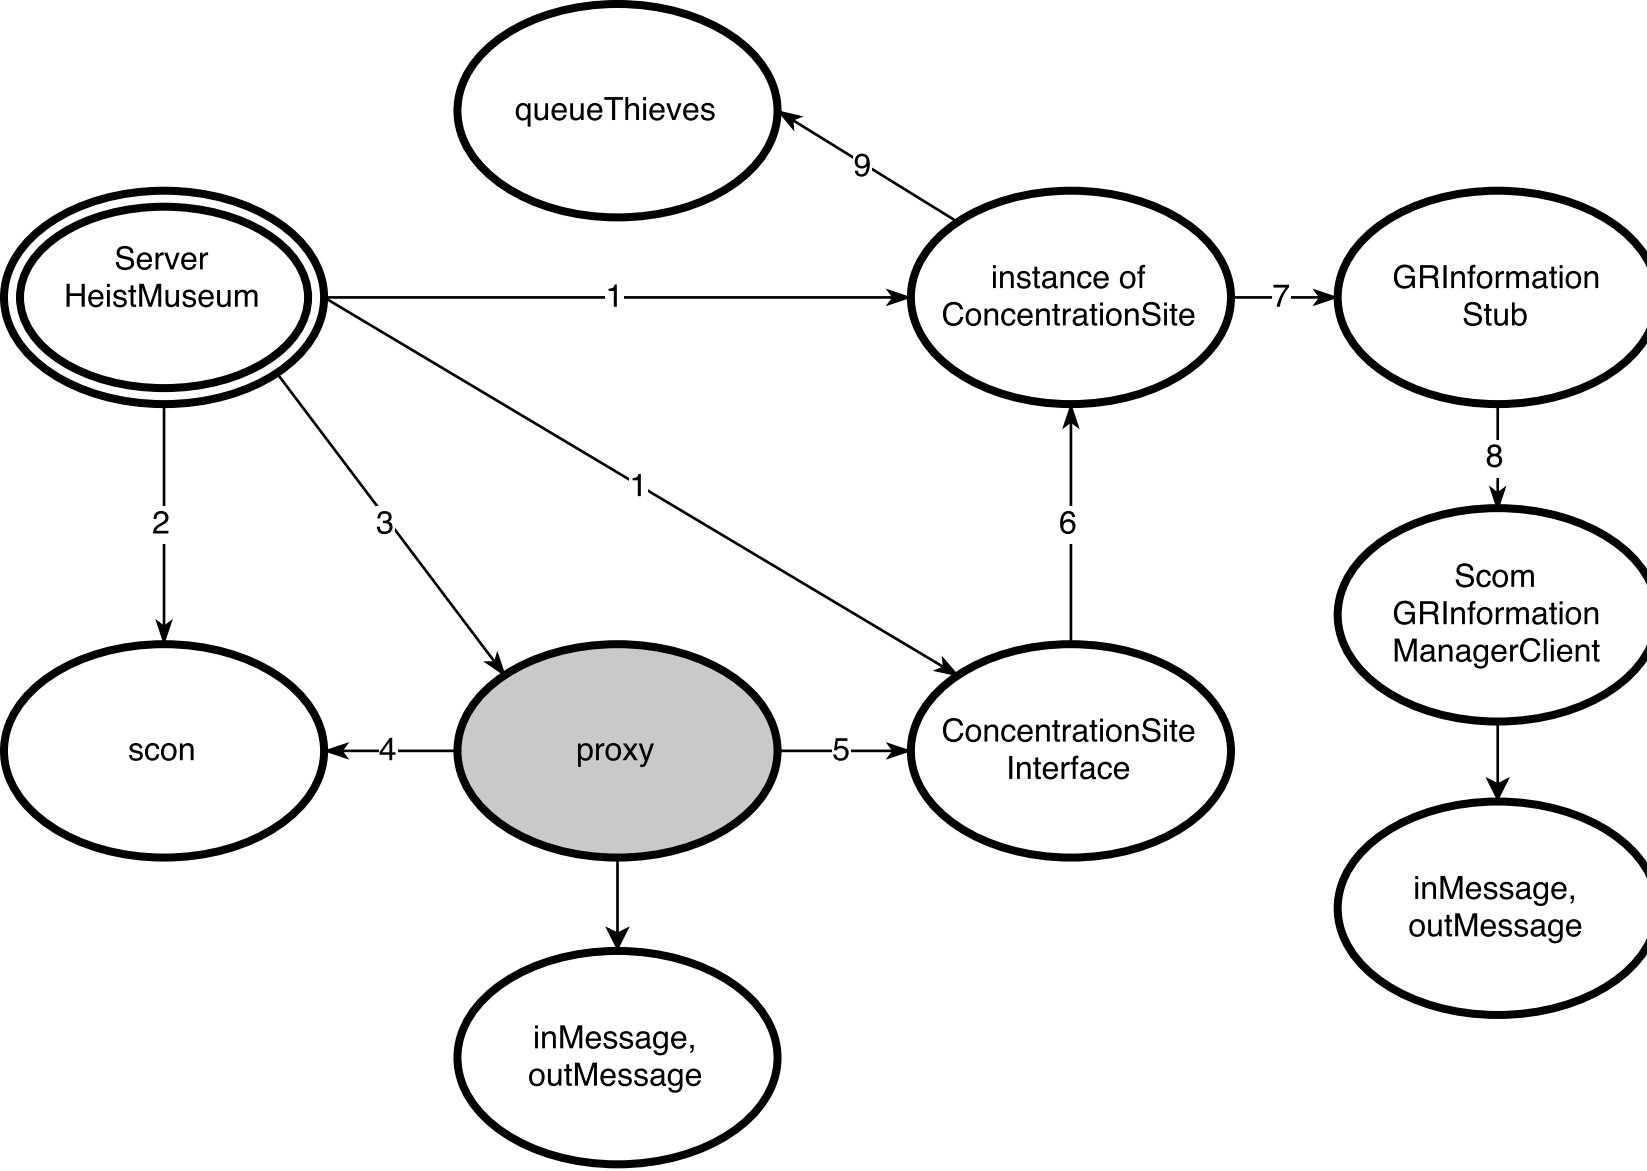 queueThieves
9
Server
HeistMuseum
1
instance of
ConcentrationSite
7
GRInformation
Stub
8
1
2
3
6
Scom
GRInformation
ManagerClient
scon
4
proxy
5
ConcentrationSite
Interface
inMessage,
outMessage
inMessage,
outMessage